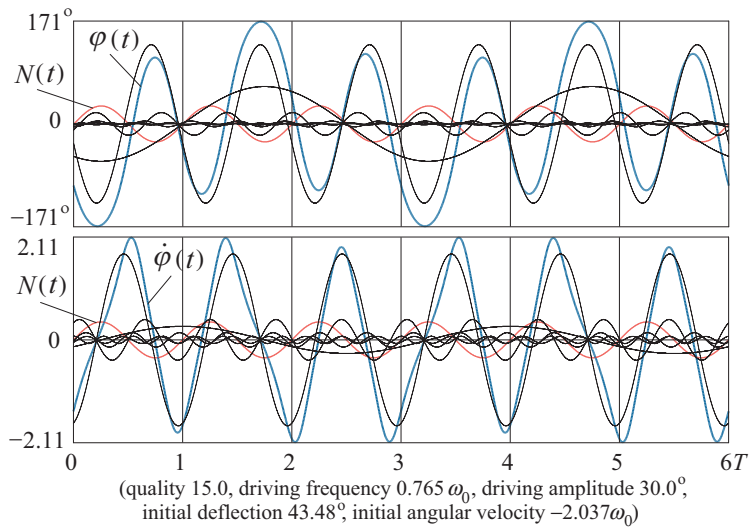 171°
φ(t)
N(t)
0
−171°
2.11
φ̇(t)
N(t)
0
−2.11
0 1 2 3 4 5 6T
(quality 15.0, driving frequency 0.765 ω₀, driving amplitude 30.0°,
initial deflection 43.48°, initial angular velocity −2.037ω₀)